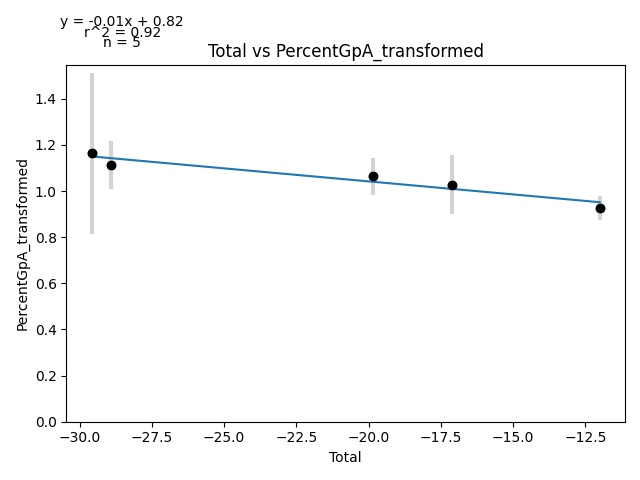 y = -0.01x + 0.82
r^2 = 0.92
n = 5
Total vs PercentGpA_transformed
PercentGpA_transformed
1.4
1.2
1.0
0.8
0.6
0.4
0.2
0.0
−30.0 −27.5 −25.0 −22.5 −20.0 −17.5 −15.0 −12.5
Total